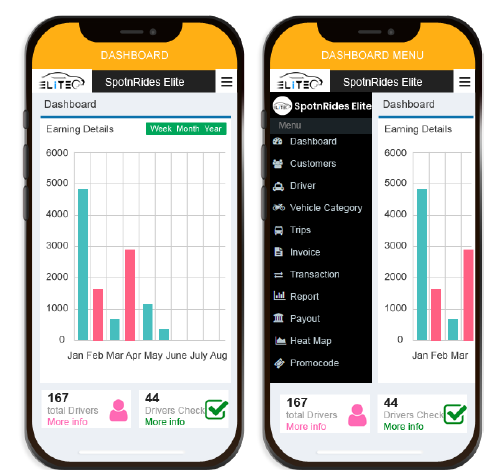 DASHBOARD
ELITE
SpotnRides Elite
Dashboard
Earning Details
Week Month Year
6000
5000
4000
3000
2000
1000
0
Jan Feb Mar Apr May June July Aug
167
total Drivers
More info
44
Drivers Check
More info
DASHBOARD MENU
ELITE
SpotnRides Elite
SpotnRides Elite
Menu
Dashboard
Customers
Driver
Vehicle Category
Trips
Invoice
Transaction
Report
Payout
Heat Map
Promocode
Dashboard
Earning Details
6000
5000
4000
3000
2000
1000
0
Jan Feb Mar
167
total Drivers
More info
44
Drivers Check
More info